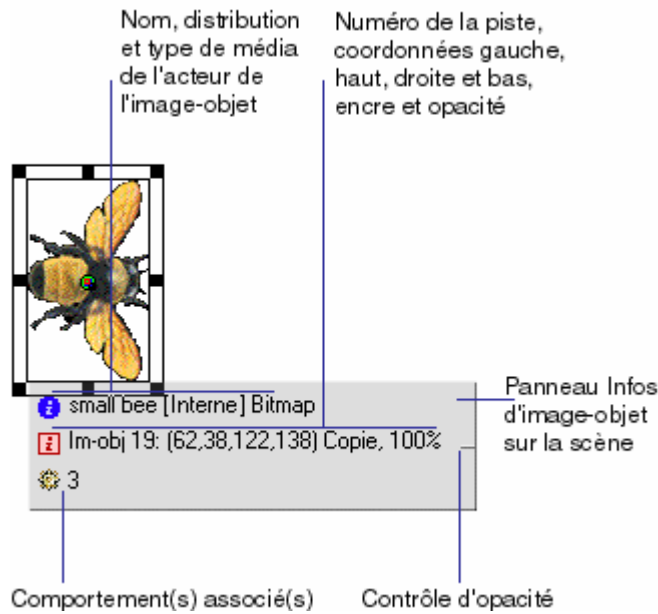 Nom, distribution
et type de média
de l'acteur de
l'image-objet
Numéro de la piste,
coordonnées gauche,
haut, droite et bas,
encre et opacité
small bee [Interne] Bitmap
Im-obj 19: (62,38,122,138) Copie, 100%
3
Panneau Infos
d'image-objet
sur la scène
Comportement(s) associé(s)
Contrôle d'opacité